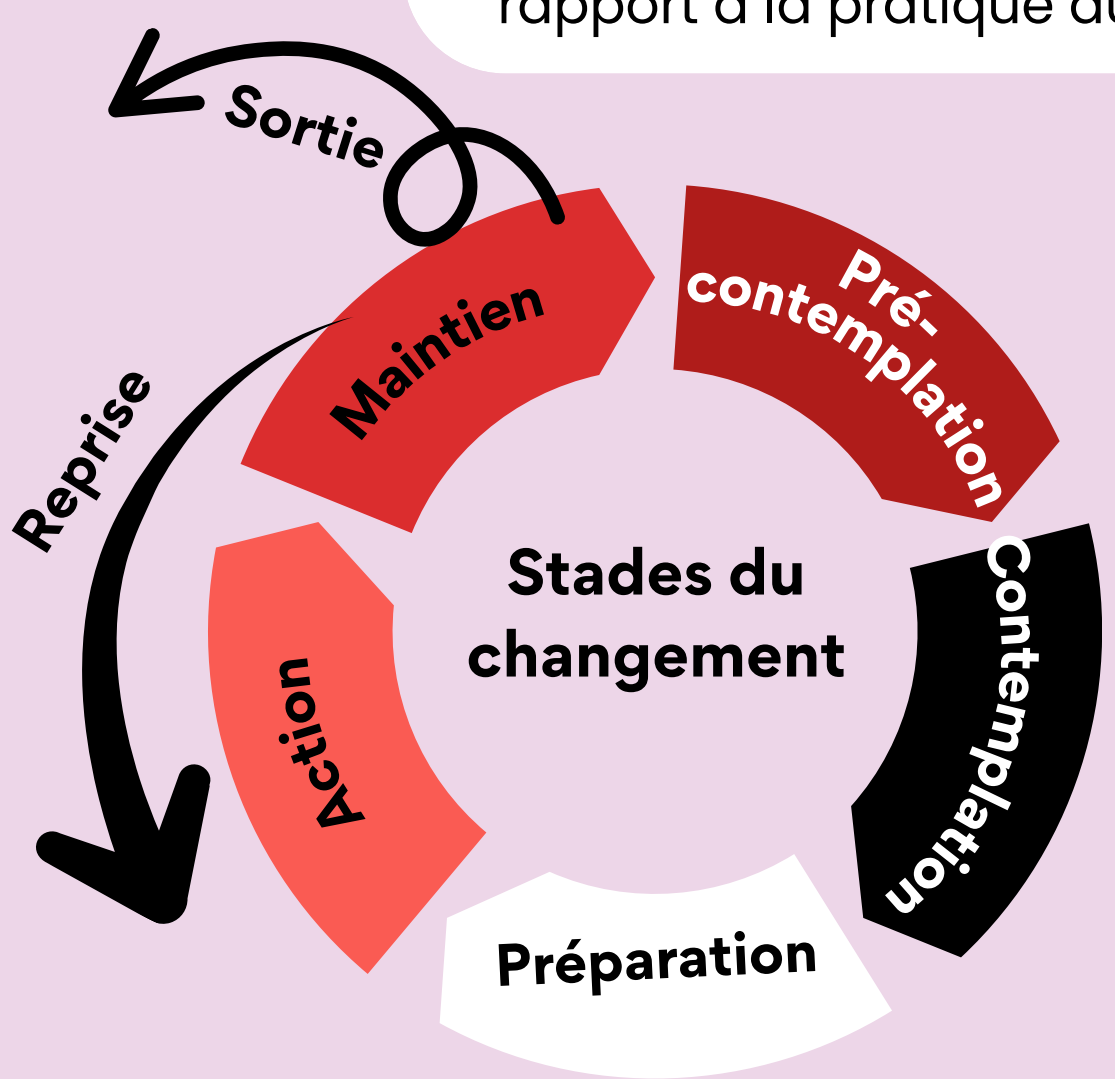 rapport à la pratique du
Sortie
Pré-
contemplation
Maintien
Reprise
Contemplation
Stades du
changement
Action
Préparation